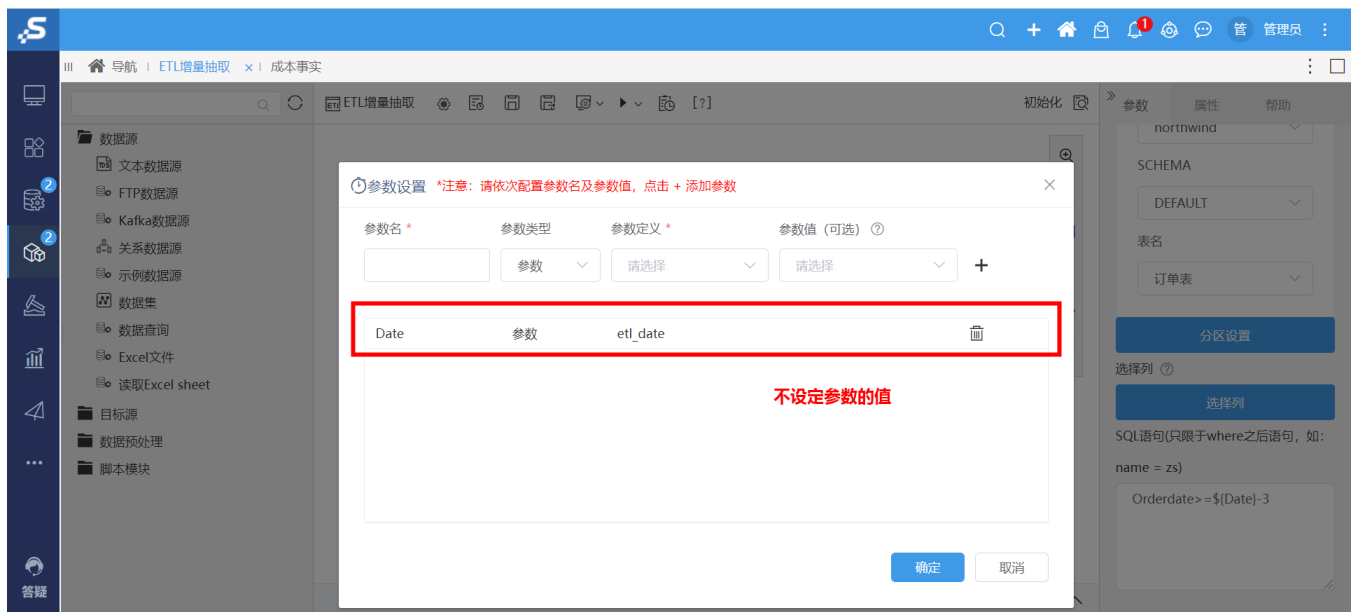 1
管
管理员
导航
ETL增量抽取
×
成本事实
ETL
ETL增量抽取
[?]
初始化
参数
属性
帮助
数据源
文本数据源
FTP数据源
Kafka数据源
关系数据源
示例数据源
数据集
数据查询
Excel文件
读取Excel sheet
目标源
数据预处理
脚本模块
2
2
答疑
参数设置 *注意：请依次配置参数名及参数值，点击 + 添加参数
参数名 *
参数类型
参数定义 *
参数值（可选）
参数
请选择
请选择
Date
参数
etl_date
不设定参数的值
确定
取消
northwind
SCHEMA
DEFAULT
表名
订单表
分区设置
选择列
选择列
SQL语句(只限于where之后语句，如：
name = zs)
Orderdate>=${Date}-3